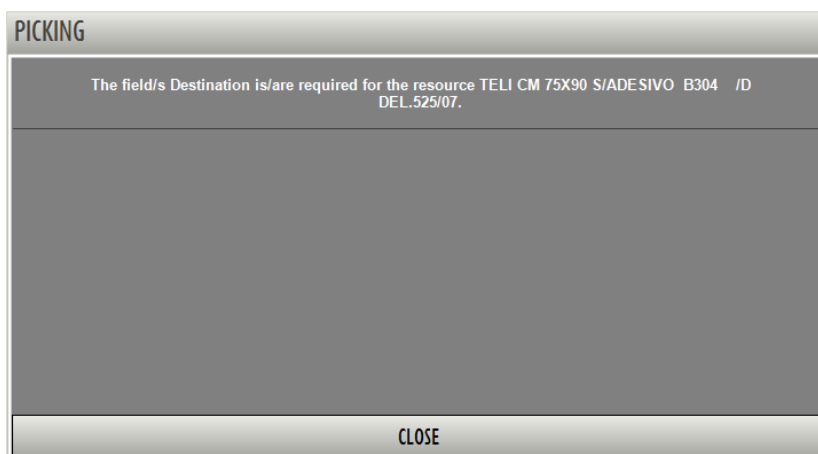 PICKING
The field/s Destination is/are required for the resource TELI CM 75X90 S/ADESIVO B304 /D
DEL.525/07.
CLOSE